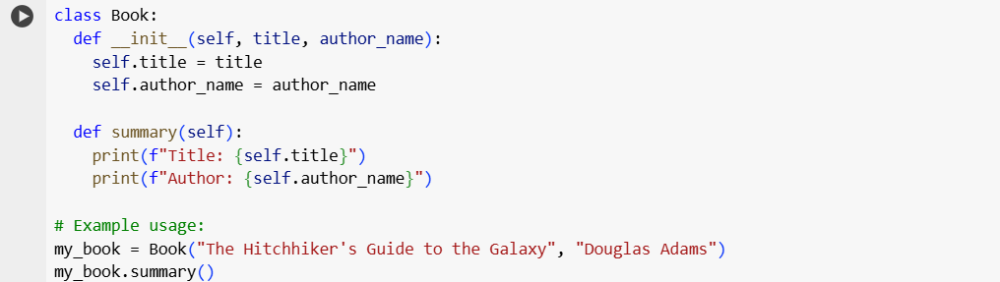 class Book:
  def __init__(self, title, author_name):
    self.title = title
    self.author_name = author_name

  def summary(self):
    print(f"Title: {self.title}")
    print(f"Author: {self.author_name}")

# Example usage:
my_book = Book("The Hitchhiker's Guide to the Galaxy", "Douglas Adams")
my_book.summary()